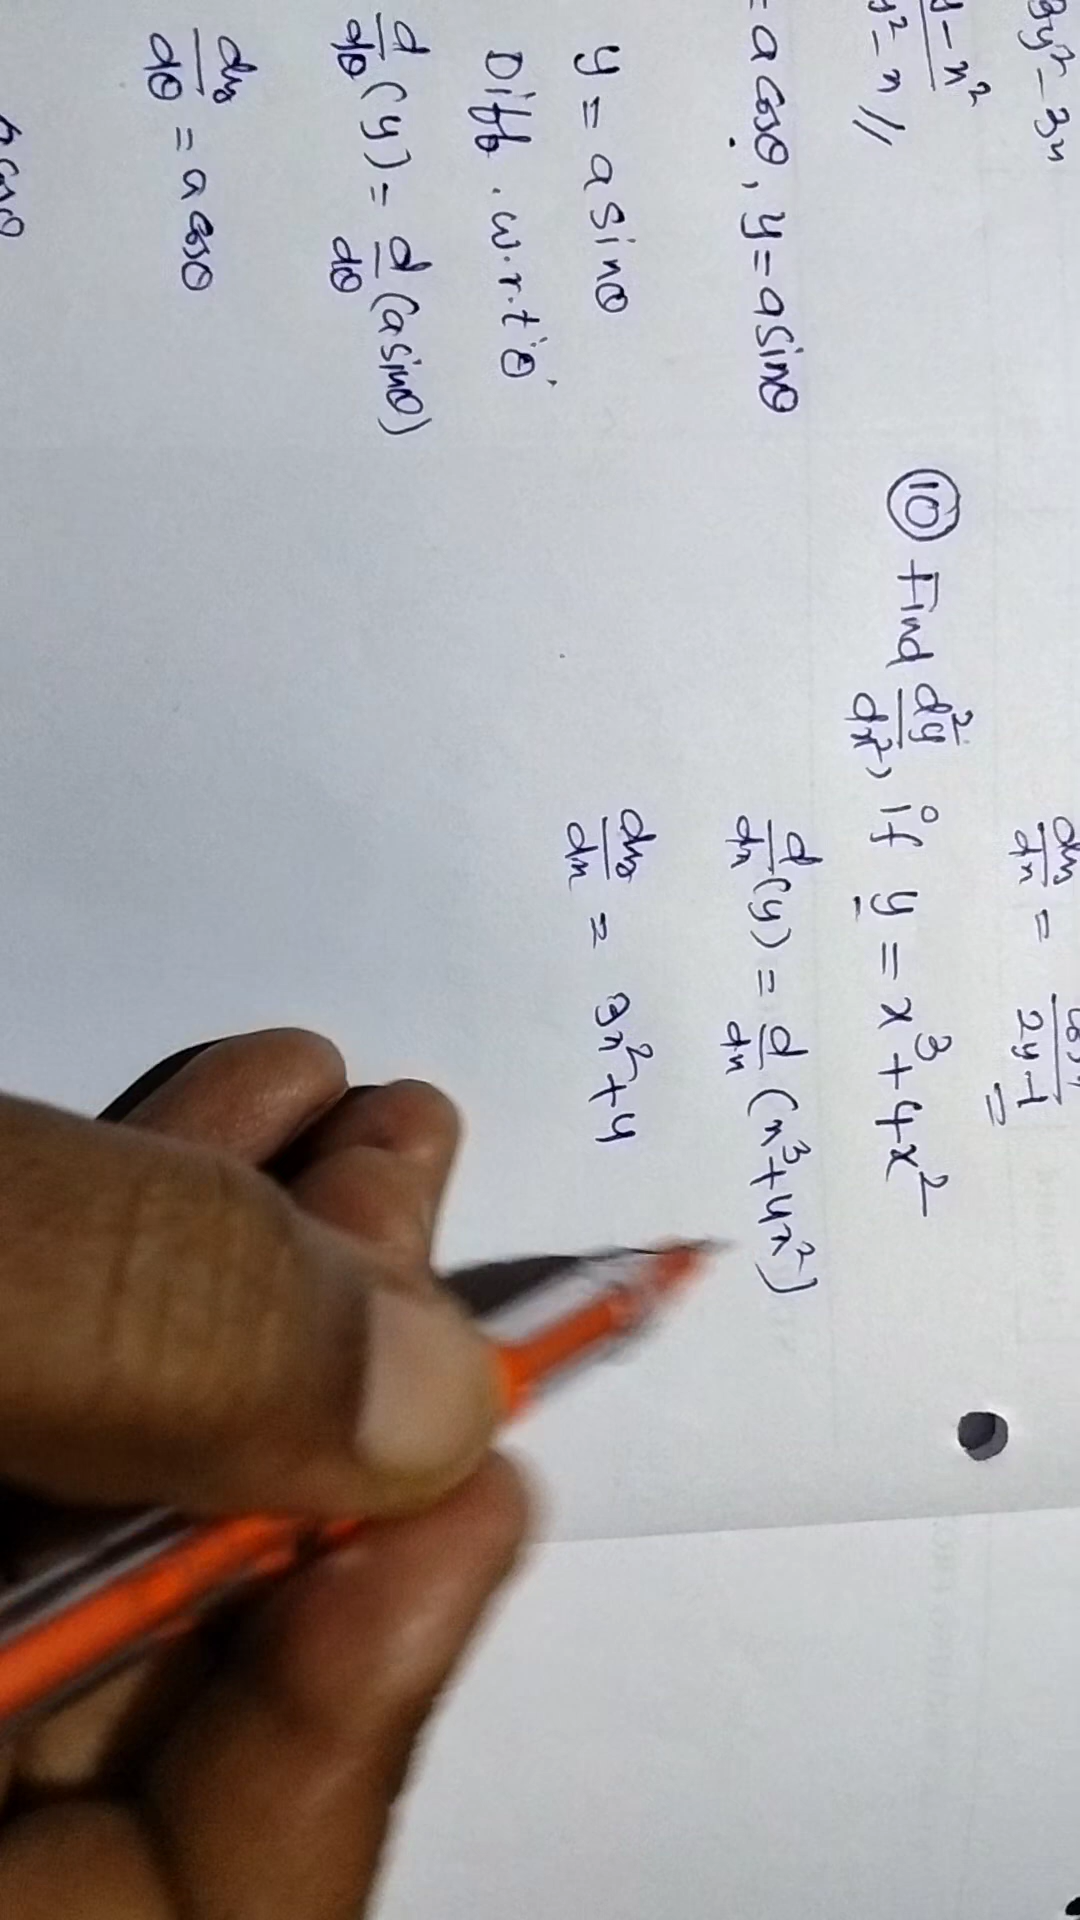 3y² - 3x
y - x²
y² - x //
= a cosθ, y = a sinθ
y = a sinθ
Diff. w.r.t 'θ'
d/dθ (y) = d/dθ (a sinθ)
dy/dθ = a cosθ
a cosθ
dy/dx = 2y-1
⑩ Find d²y/dx², if y = x³ + 4x²
d/dx (y) = d/dx (x³ + 4x²)
dy/dx = 3x² + 4